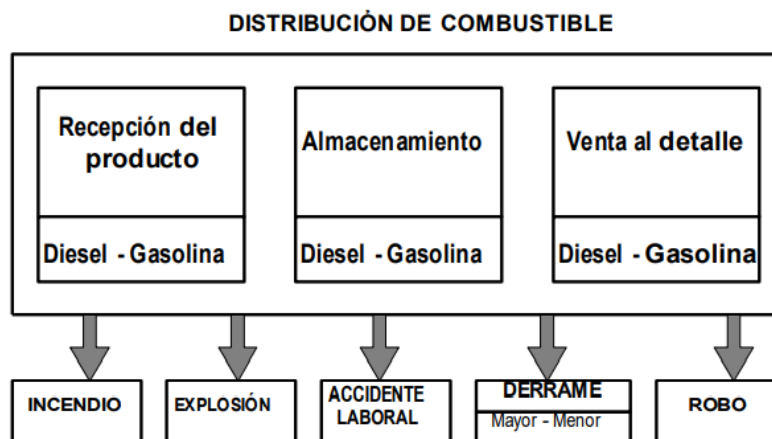 DISTRIBUCIÓN DE COMBUSTIBLE
Recepción del
producto
Almacenamiento
Venta al detalle
Diesel - Gasolina
Diesel - Gasolina
Diesel - Gasolina
INCENDIO
EXPLOSIÓN
ACCIDENTE
LABORAL
DERRAME
Mayor - Menor
ROBO